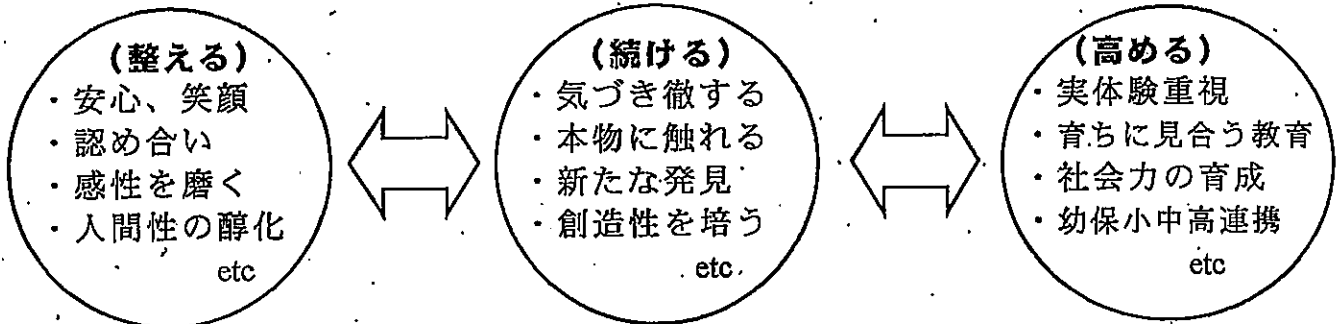 (整える)
・安心、笑顔
・認め合い
・感性を磨く
・人間性の醇化
etc
(続ける)
・気づき徹する
・本物に触れる
・新たな発見
・創造性を培う
etc
(高める)
・実体験重視
・育ちに見合う教育
・社会力の育成
・幼保小中高連携
etc